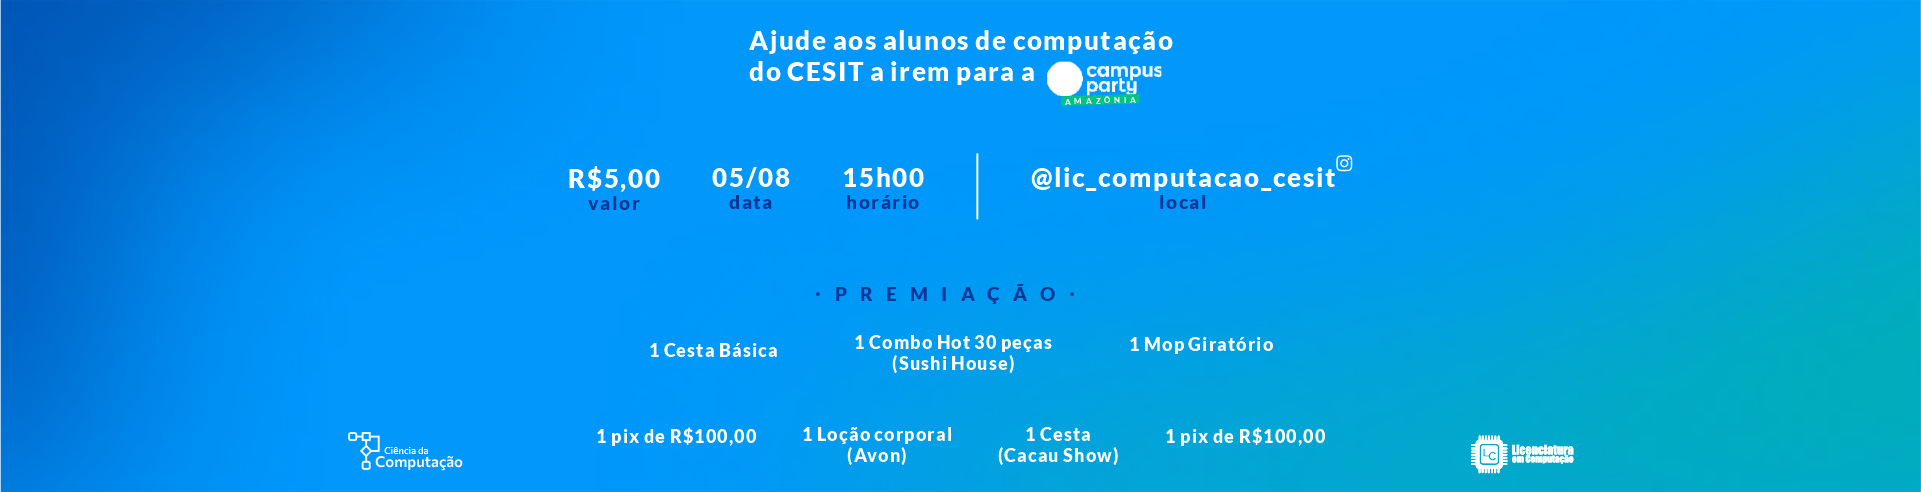 Ajude aos alunos de computação
do CESIT a irem para a campus party AMAZÔNIA
R$5,00 05/08 15h00 @lic_computacao_cesit
valor data horário local
· PREMIAÇÃO ·
1 Cesta Básica
1 Combo Hot 30 peças
(Sushi House)
1 Mop Giratório
1 pix de R$100,00
1 Loção corporal
(Avon)
1 Cesta
(Cacau Show)
1 pix de R$100,00
Ciência da
Computação
LC
Licenciatura
em Computação